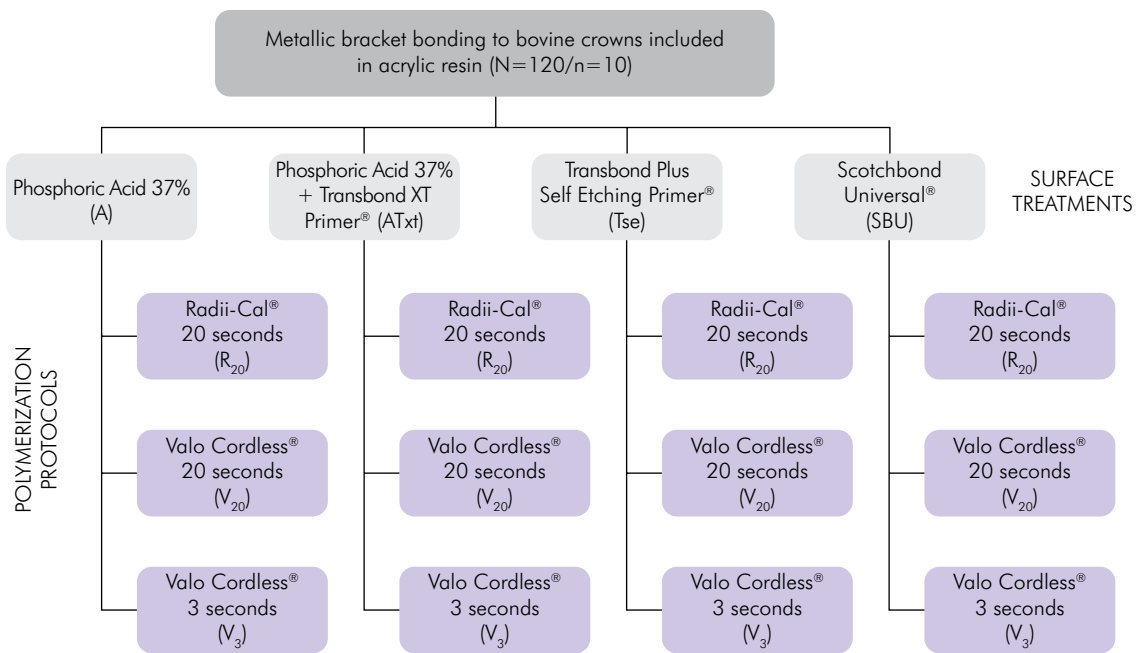 Metallic bracket bonding to bovine crowns included
in acrylic resin (N=120/n=10)
Phosphoric Acid 37%
(A)
Phosphoric Acid 37%
+ Transbond XT
Primer® (ATxt)
Transbond Plus
Self Etching Primer®
(Tse)
Scotchbond
Universal®
(SBU)
SURFACE
TREATMENTS
POLYMERIZATION
PROTOCOLS
Radii-Cal®
20 seconds
(R₂₀)
Radii-Cal®
20 seconds
(R₂₀)
Radii-Cal®
20 seconds
(R₂₀)
Radii-Cal®
20 seconds
(R₂₀)
Valo Cordless®
20 seconds
(V₂₀)
Valo Cordless®
20 seconds
(V₂₀)
Valo Cordless®
20 seconds
(V₂₀)
Valo Cordless®
20 seconds
(V₂₀)
Valo Cordless®
3 seconds
(V₃)
Valo Cordless®
3 seconds
(V₃)
Valo Cordless®
3 seconds
(V₃)
Valo Cordless®
3 seconds
(V₃)